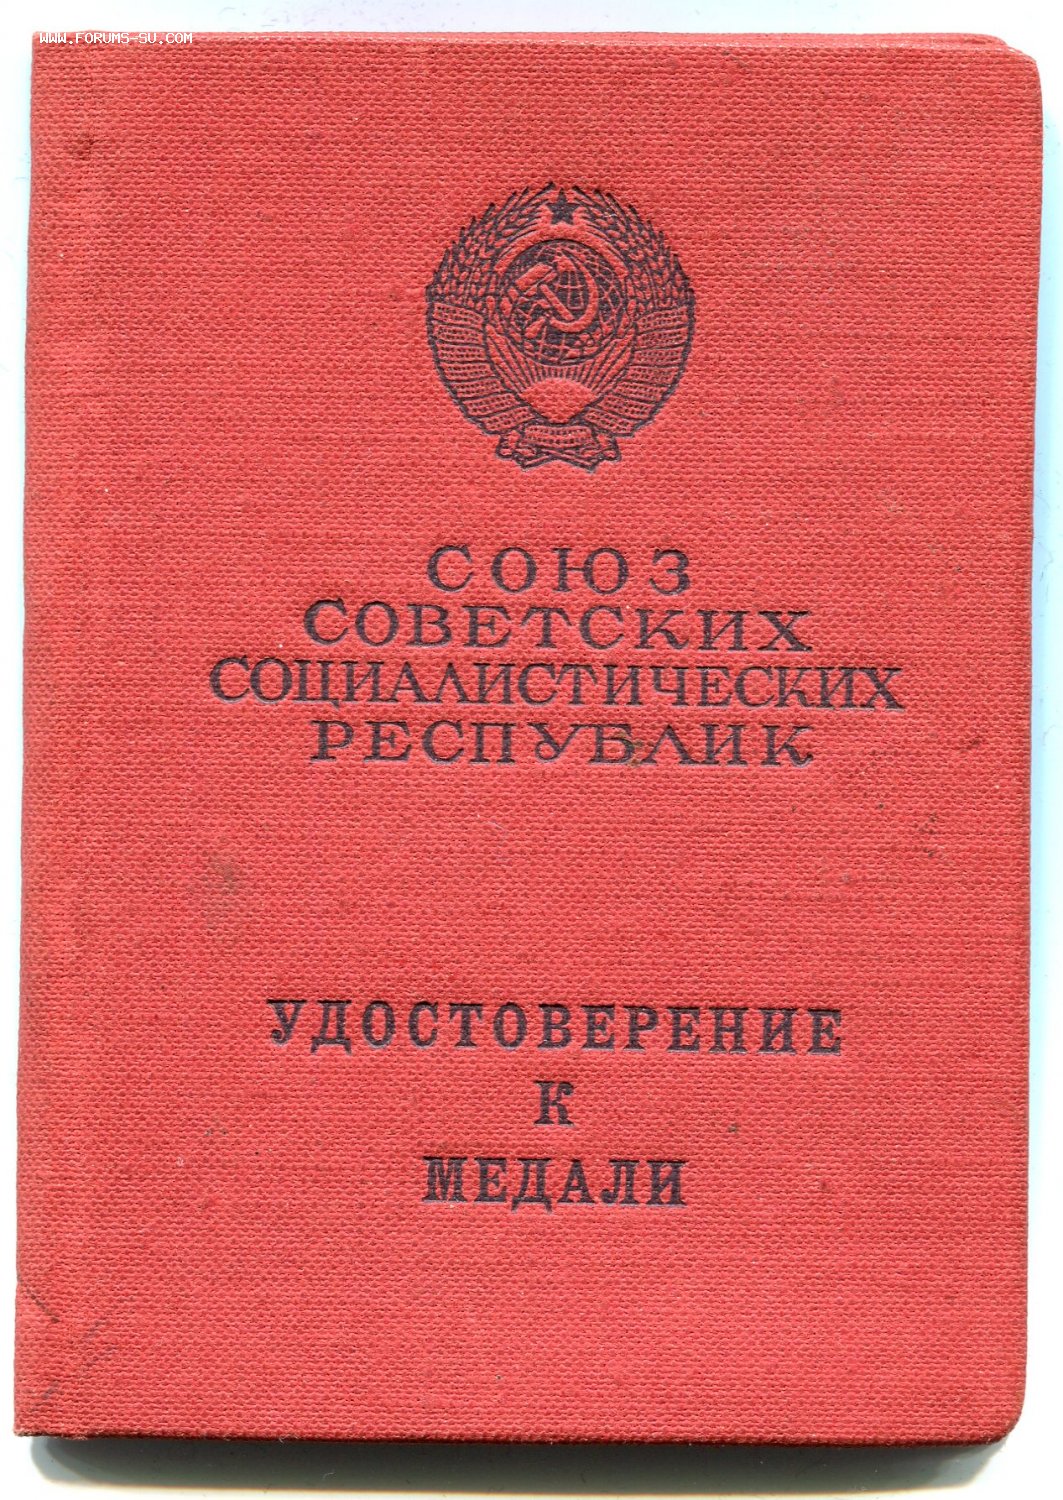 WWW.FORUMS-SU.COM
СОЮЗ
СОВЕТСКИХ
СОЦИАЛИСТИЧЕСКИХ
РЕСПУБЛИК
УДОСТОВЕРЕНИЕ
К
МЕДАЛИ